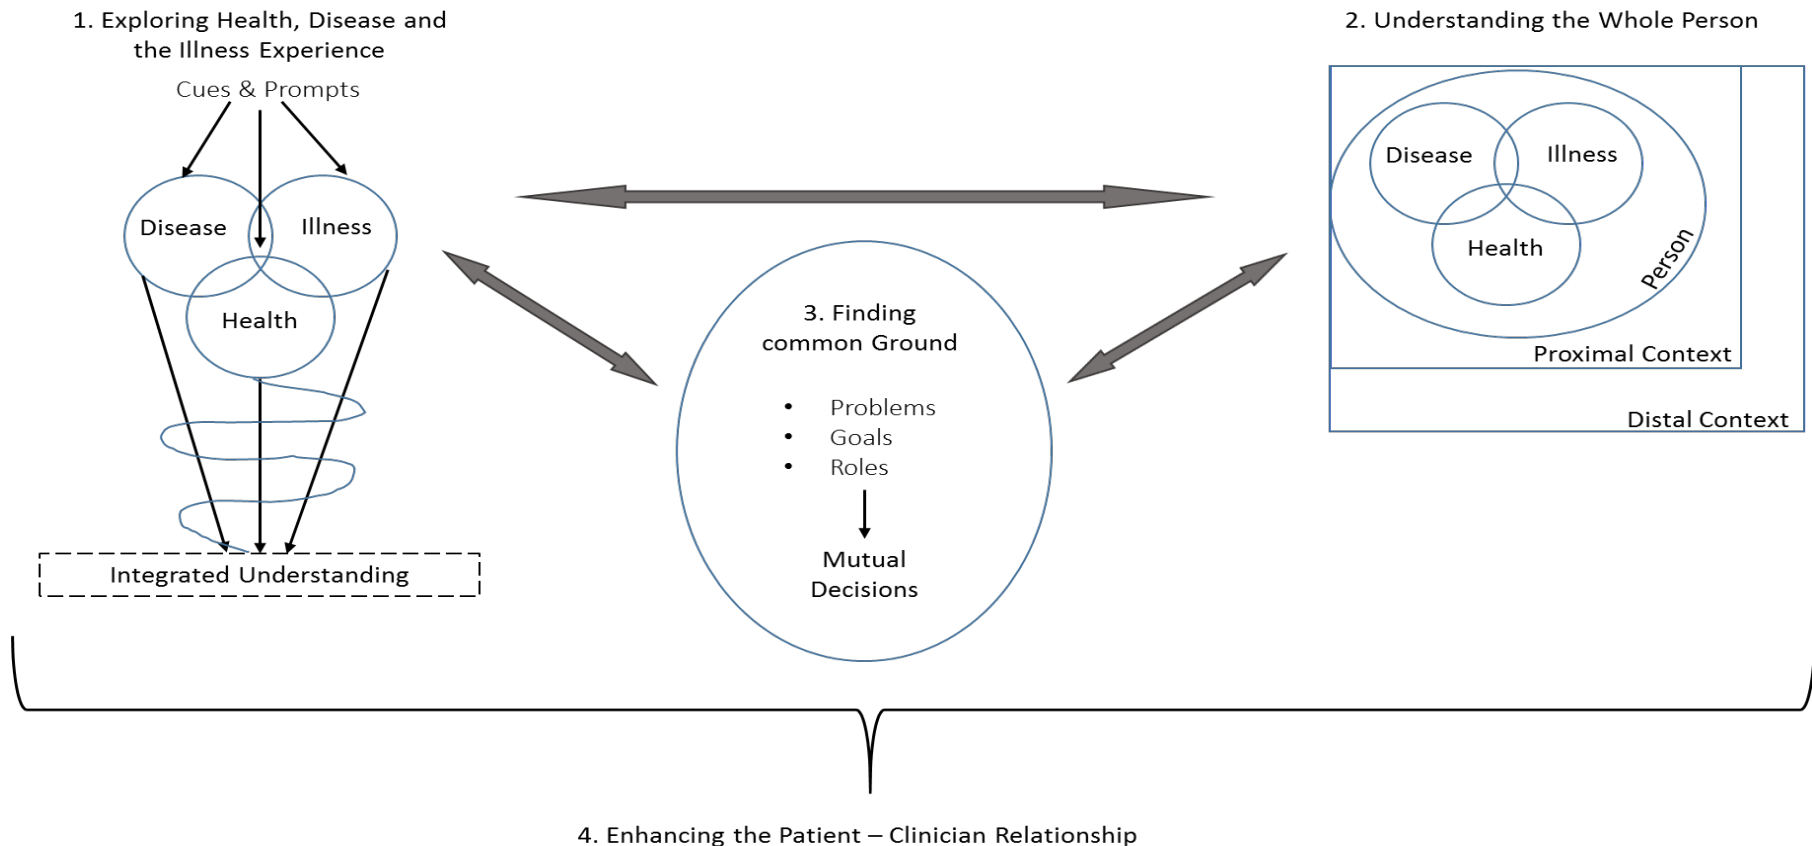 1. Exploring Health, Disease and
the Illness Experience
Cues & Prompts
Disease
Illness
Health
Integrated Understanding
2. Understanding the Whole Person
Disease
Illness
Health
Person
Proximal Context
Distal Context
3. Finding
common Ground
• Problems
• Goals
• Roles
Mutual
Decisions
4. Enhancing the Patient – Clinician Relationship